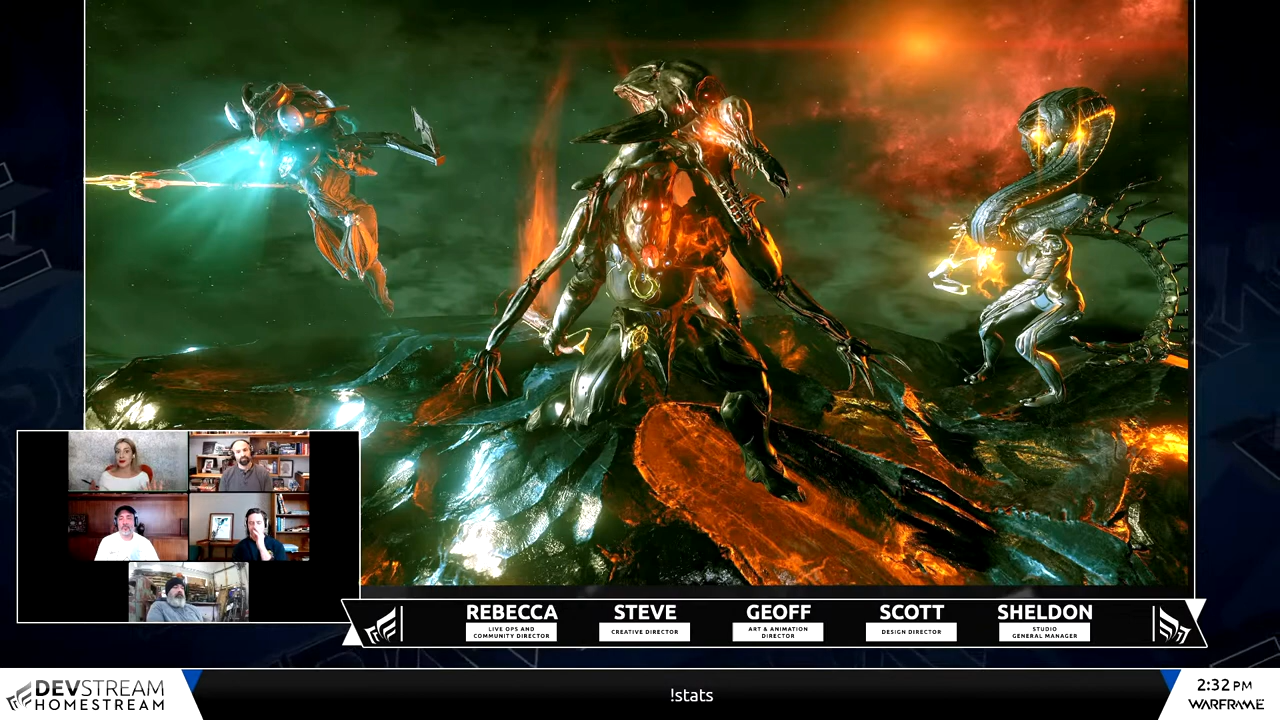 REBECCA
LIVE OPS AND
COMMUNITY DIRECTOR
STEVE
CREATIVE DIRECTOR
GEOFF
ART & ANIMATION
DIRECTOR
SCOTT
DESIGN DIRECTOR
SHELDON
STUDIO
GENERAL MANAGER
DEVSTREAM
HOMESTREAM
!stats
2:32 PM
WARFRAME